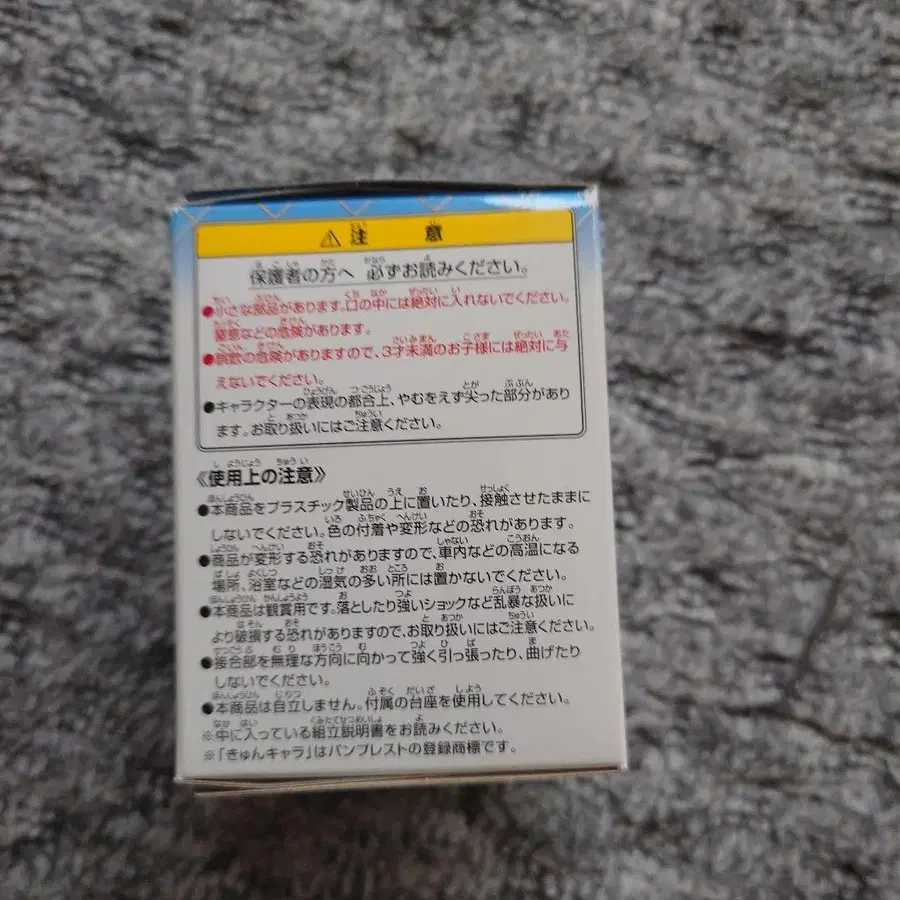 ⚠注 意
保護者の方へ 必ずお読みください。
●小さな部品があります。口の中には絶対に入れないでください。
窒息などの危険があります。
●誤飲の危険がありますので、3才未満のお子様には絶対に与
えないでください。
●キャラクターの表現の都合上、やむをえず尖った部分があり
ます。お取り扱いにはご注意ください。
《使用上の注意》
●本商品をプラスチック製品の上に置いたり、接触させたままに
しないでください。色の付着や変形などの恐れがあります。
●商品が変形する恐れがありますので、車内などの高温になる
場所、浴室などの湿気の多い所には置かないでください。
●本商品は観賞用です。落としたり強いショックなど乱暴な扱いに
より破損する恐れがありますので、お取り扱いにはご注意ください。
●接合部を無理な方向に向かって強く引っ張ったり、曲げたり
しないでください。
●本商品は自立しません。付属の台座を使用してください。
※中に入っている組立説明書をお読みください。
※「きゅんキャラ」はバンプレストの登録商標です。